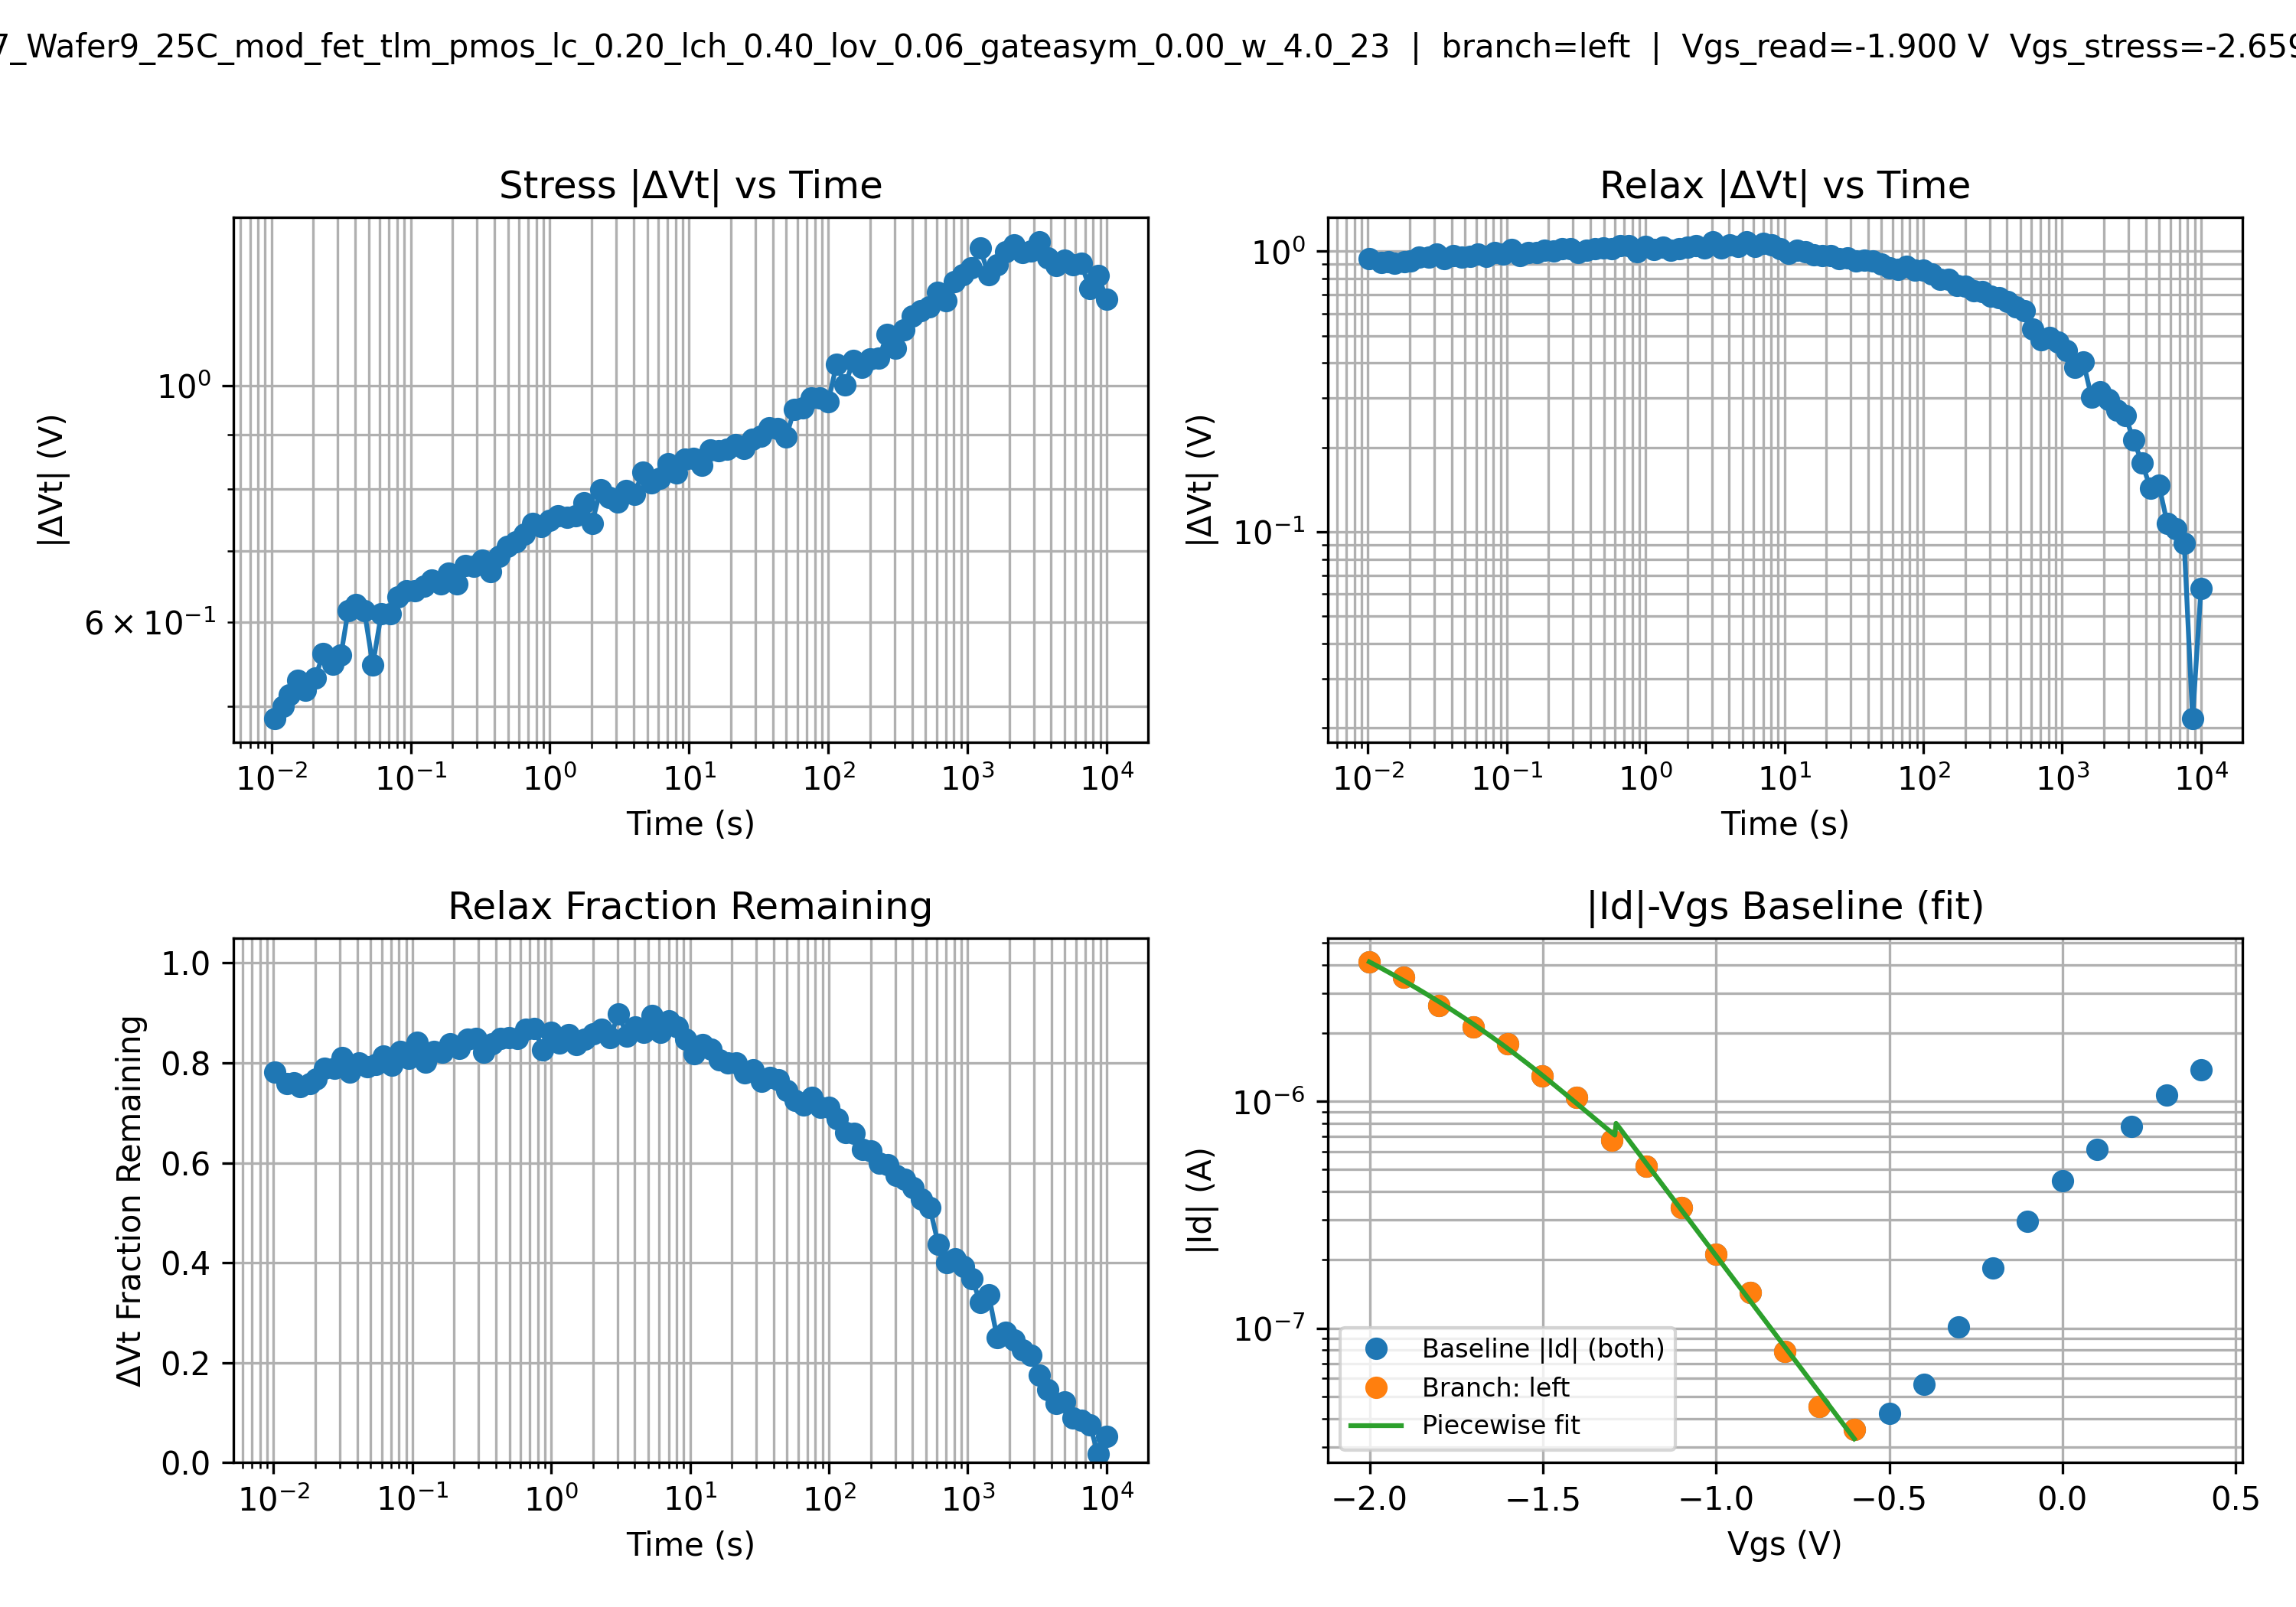 7_Wafer9_25C_mod_fet_tlm_pmos_lc_0.20_lch_0.40_lov_0.06_gateasym_0.00_w_4.0_23 | branch=left | Vgs_read=-1.900 V Vgs_stress=-2.659
Stress |ΔVt| vs Time
|ΔVt| (V)
10⁰
6 × 10⁻¹
10⁻² 10⁻¹ 10⁰ 10¹ 10² 10³ 10⁴
Time (s)
Relax |ΔVt| vs Time
|ΔVt| (V)
10⁰
10⁻¹
10⁻² 10⁻¹ 10⁰ 10¹ 10² 10³ 10⁴
Time (s)
Relax Fraction Remaining
ΔVt Fraction Remaining
1.0
0.8
0.6
0.4
0.2
0.0
10⁻² 10⁻¹ 10⁰ 10¹ 10² 10³ 10⁴
Time (s)
|Id|-Vgs Baseline (fit)
|Id| (A)
10⁻⁶
10⁻⁷
Baseline |Id| (both)
Branch: left
Piecewise fit
−2.0 −1.5 −1.0 −0.5 0.0 0.5
Vgs (V)